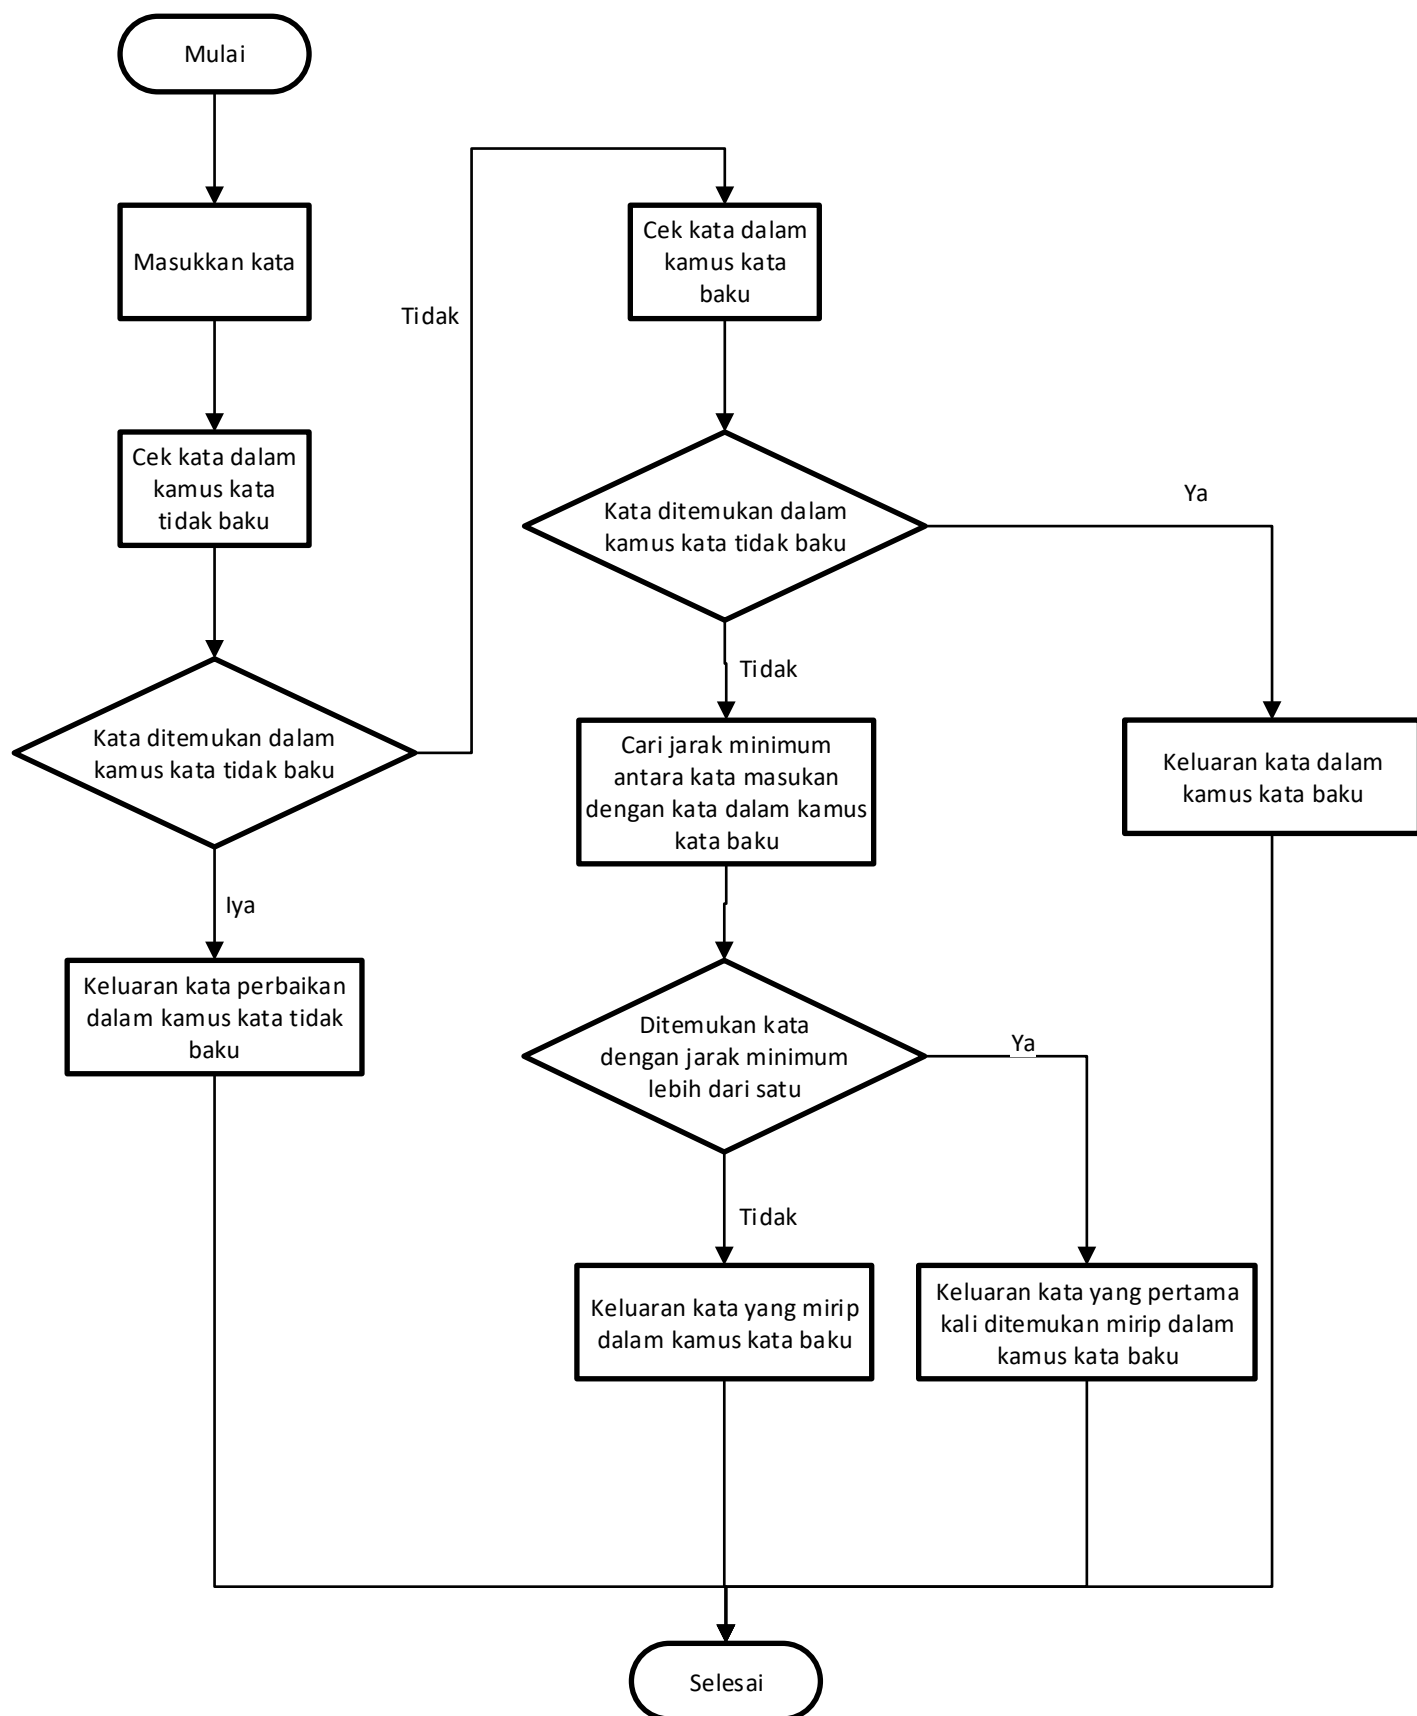 Mulai
Masukkan kata
Cek kata dalam
kamus kata
tidak baku
Kata ditemukan dalam
kamus kata tidak baku
Iya
Keluaran kata perbaikan
dalam kamus kata tidak
baku
Tidak
Cek kata dalam
kamus kata
baku
Kata ditemukan dalam
kamus kata tidak baku
Ya
Keluaran kata dalam
kamus kata baku
Tidak
Cari jarak minimum
antara kata masukan
dengan kata dalam kamus
kata baku
Ditemukan kata
dengan jarak minimum
lebih dari satu
Ya
Tidak
Keluaran kata yang mirip
dalam kamus kata baku
Keluaran kata yang pertama
kali ditemukan mirip dalam
kamus kata baku
Selesai